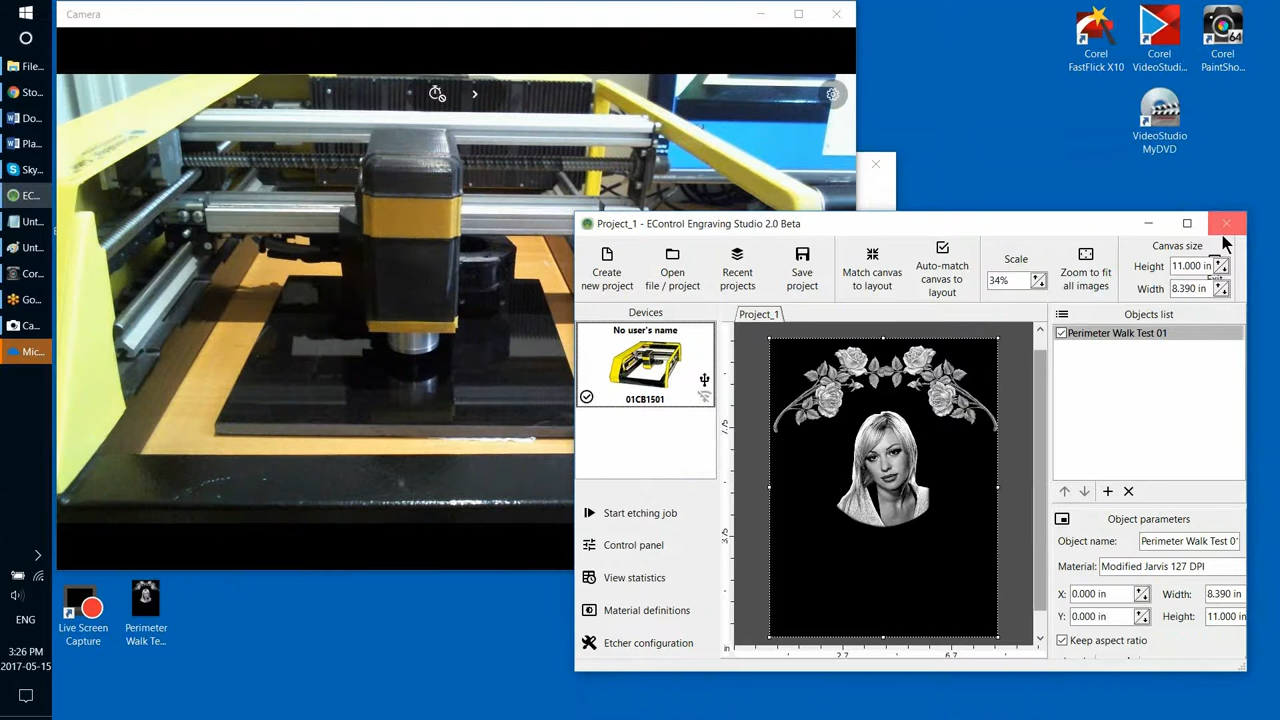 Camera
Corel
FastFlick X10
Corel
VideoStudi...
Corel
PaintSho...
VideoStudio
MyDVD
File...
Sto...
Do...
Pla...
Sky...
EC...
Unt...
Unt...
Cor...
Go...
Ca...
Mic...
ENG
3:26 PM
2017-05-15
Live Screen
Capture
Perimeter
Walk Te...
Project_1 - EControl Engraving Studio 2.0 Beta
Create
new project
Open
file / project
Recent
projects
Save
project
Match canvas
to layout
Auto-match
canvas to
layout
Scale
34%
Zoom to fit
all images
Canvas size
Height 11.000 in
Width 8.390 in
Devices
No user's name
01CB1501
Start etching job
Control panel
View statistics
Material definitions
Etcher configuration
Project_1
in
2.7
6.7
Objects list
Perimeter Walk Test 01
Object parameters
Object name: Perimeter Walk Test 0
Material: Modified Jarvis 127 DPI
X: 0.000 in Width: 8.390 in
Y: 0.000 in Height: 11.000 in
Keep aspect ratio